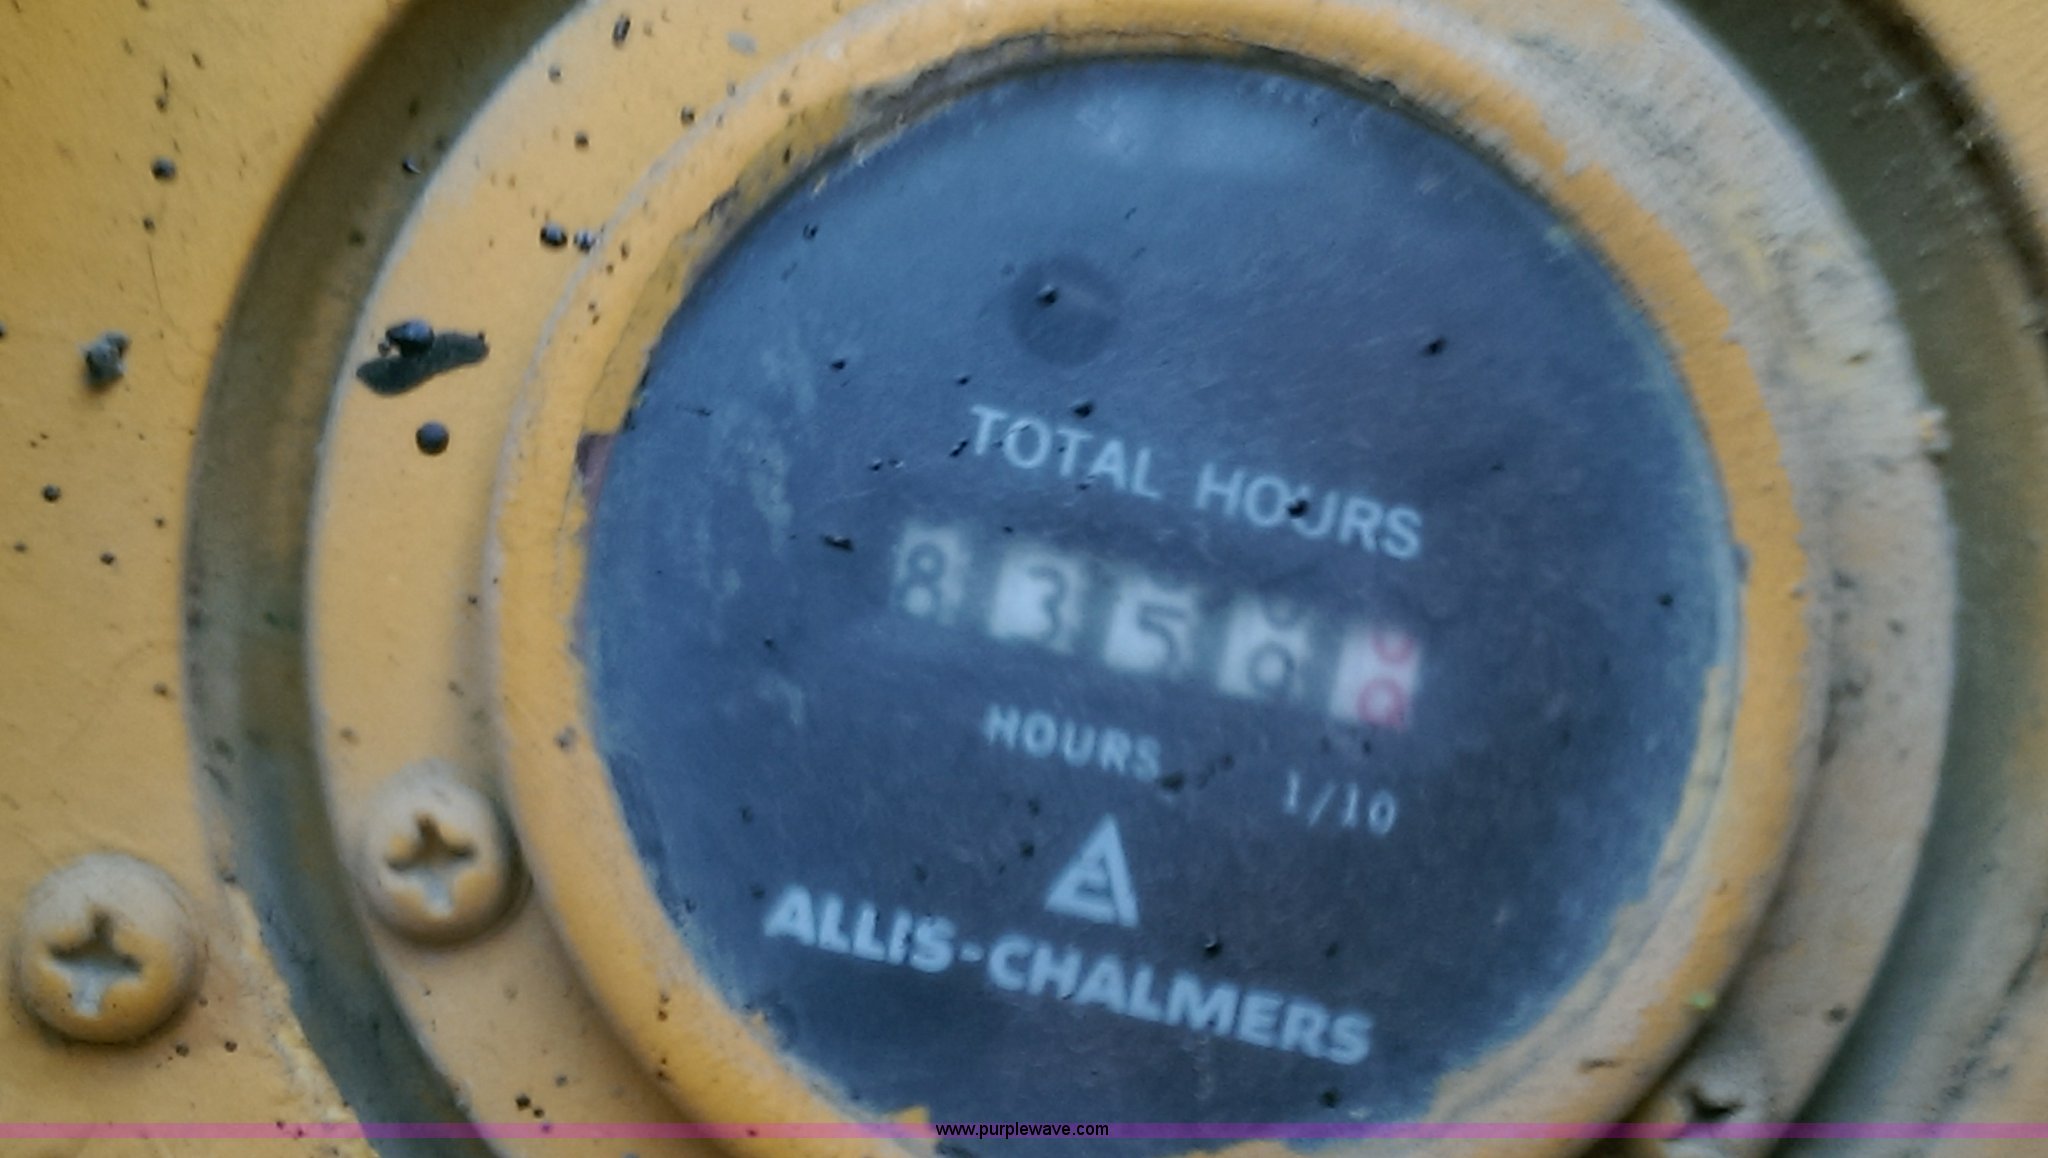 TOTAL HOURS
835
HOURS 1/10
ALLIS-CHALMERS
www.purplewave.com